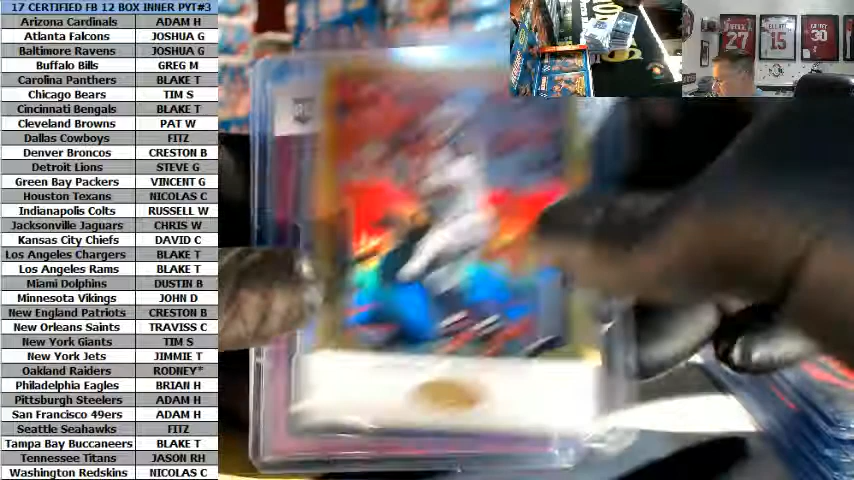 17 CERTIFIED FB 12 BOX INNER PYT#3
Arizona Cardinals ADAM H
Atlanta Falcons JOSHUA G
Baltimore Ravens JOSHUA G
Buffalo Bills GREG M
Carolina Panthers BLAKE T
Chicago Bears TIM S
Cincinnati Bengals BLAKE T
Cleveland Browns PAT W
Dallas Cowboys FITZ
Denver Broncos CRESTON B
Detroit Lions STEVE G
Green Bay Packers VINCENT G
Houston Texans NICOLAS C
Indianapolis Colts RUSSELL W
Jacksonville Jaguars CHRIS W
Kansas City Chiefs DAVID C
Los Angeles Chargers BLAKE T
Los Angeles Rams BLAKE T
Miami Dolphins DUSTIN B
Minnesota Vikings JOHN D
New England Patriots CRESTON B
New Orleans Saints TRAVISS C
New York Giants TIM S
New York Jets JIMMIE T
Oakland Raiders RODNEY*
Philadelphia Eagles BRIAN H
Pittsburgh Steelers ADAM H
San Francisco 49ers ADAM H
Seattle Seahawks FITZ
Tampa Bay Buccaneers BLAKE T
Tennessee Titans JASON RH
Washington Redskins NICOLAS C
27
15
30